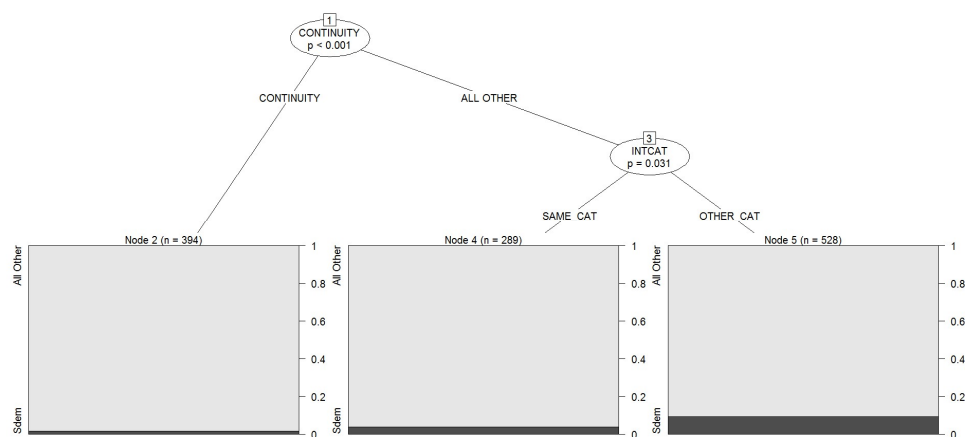 1
CONTINUITY
p < 0.001
CONTINUITY
ALL OTHER
3
INTCAT
p = 0.031
SAME CAT
OTHER CAT
Node 2 (n = 394)
All Other
Sdem
1
0.8
0.6
0.4
0.2
0
Node 4 (n = 289)
All Other
Sdem
1
0.8
0.6
0.4
0.2
0
Node 5 (n = 528)
All Other
Sdem
1
0.8
0.6
0.4
0.2
0